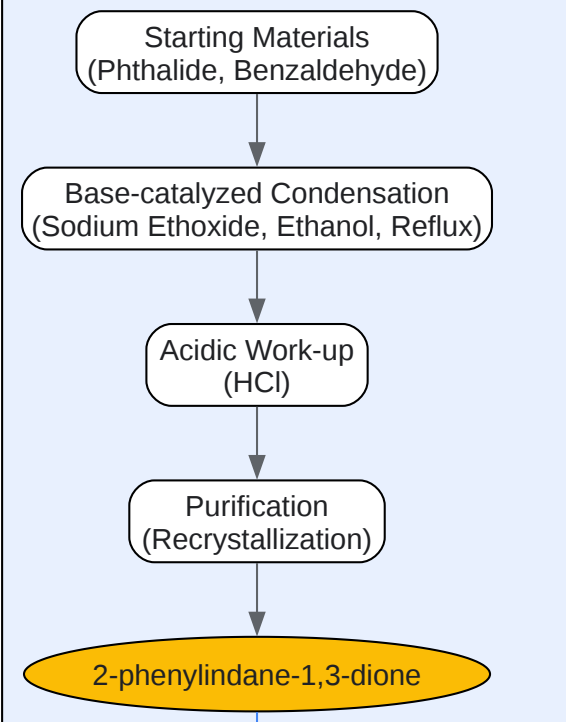 Starting Materials
(Phthalide, Benzaldehyde)
Base-catalyzed Condensation
(Sodium Ethoxide, Ethanol, Reflux)
Acidic Work-up
(HCl)
Purification
(Recrystallization)
2-phenylindane-1,3-dione